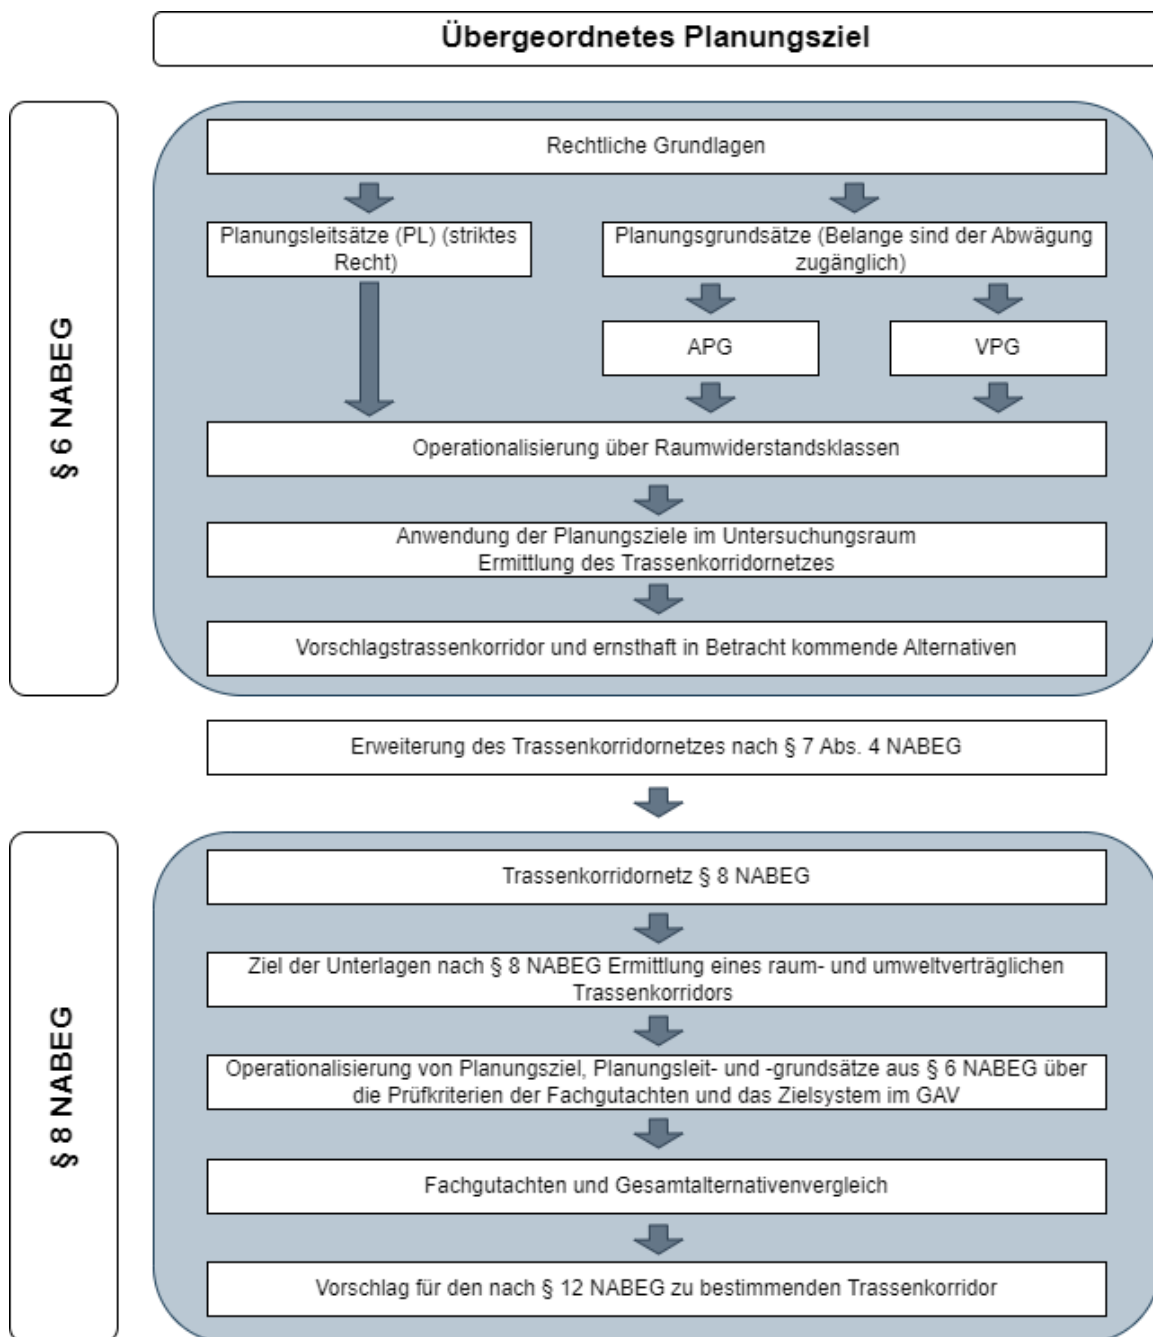 Übergeordnetes Planungsziel
§ 6 NABEG
Rechtliche Grundlagen
Planungsleitsätze (PL) (striktes
Recht)
Planungsgrundsätze (Belange sind der Abwägung
zugänglich)
APG
VPG
Operationalisierung über Raumwiderstandsklassen
Anwendung der Planungsziele im Untersuchungsraum
Ermittlung des Trassenkorridornetzes
Vorschlagstrassenkorridor und ernsthaft in Betracht kommende Alternativen
Erweiterung des Trassenkorridornetzes nach § 7 Abs. 4 NABEG
§ 8 NABEG
Trassenkorridornetz § 8 NABEG
Ziel der Unterlagen nach § 8 NABEG Ermittlung eines raum- und umweltverträglichen
Trassenkorridors
Operationalisierung von Planungsziel, Planungsleit- und -grundsätze aus § 6 NABEG über
die Prüfkriterien der Fachgutachten und das Zielsystem im GAV
Fachgutachten und Gesamtalternativenvergleich
Vorschlag für den nach § 12 NABEG zu bestimmenden Trassenkorridor